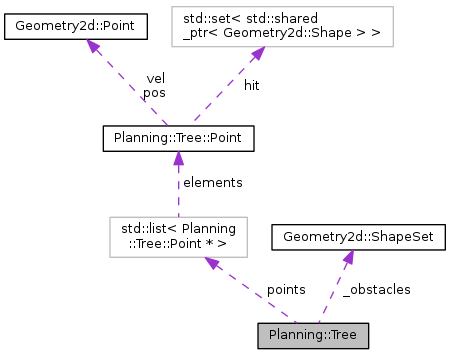 Geometry2d::Point
std::set< std::shared
_ptr< Geometry2d::Shape > >
vel
pos
hit
Planning::Tree::Point
elements
std::list< Planning
::Tree::Point * >
Geometry2d::ShapeSet
points
_obstacles
Planning::Tree